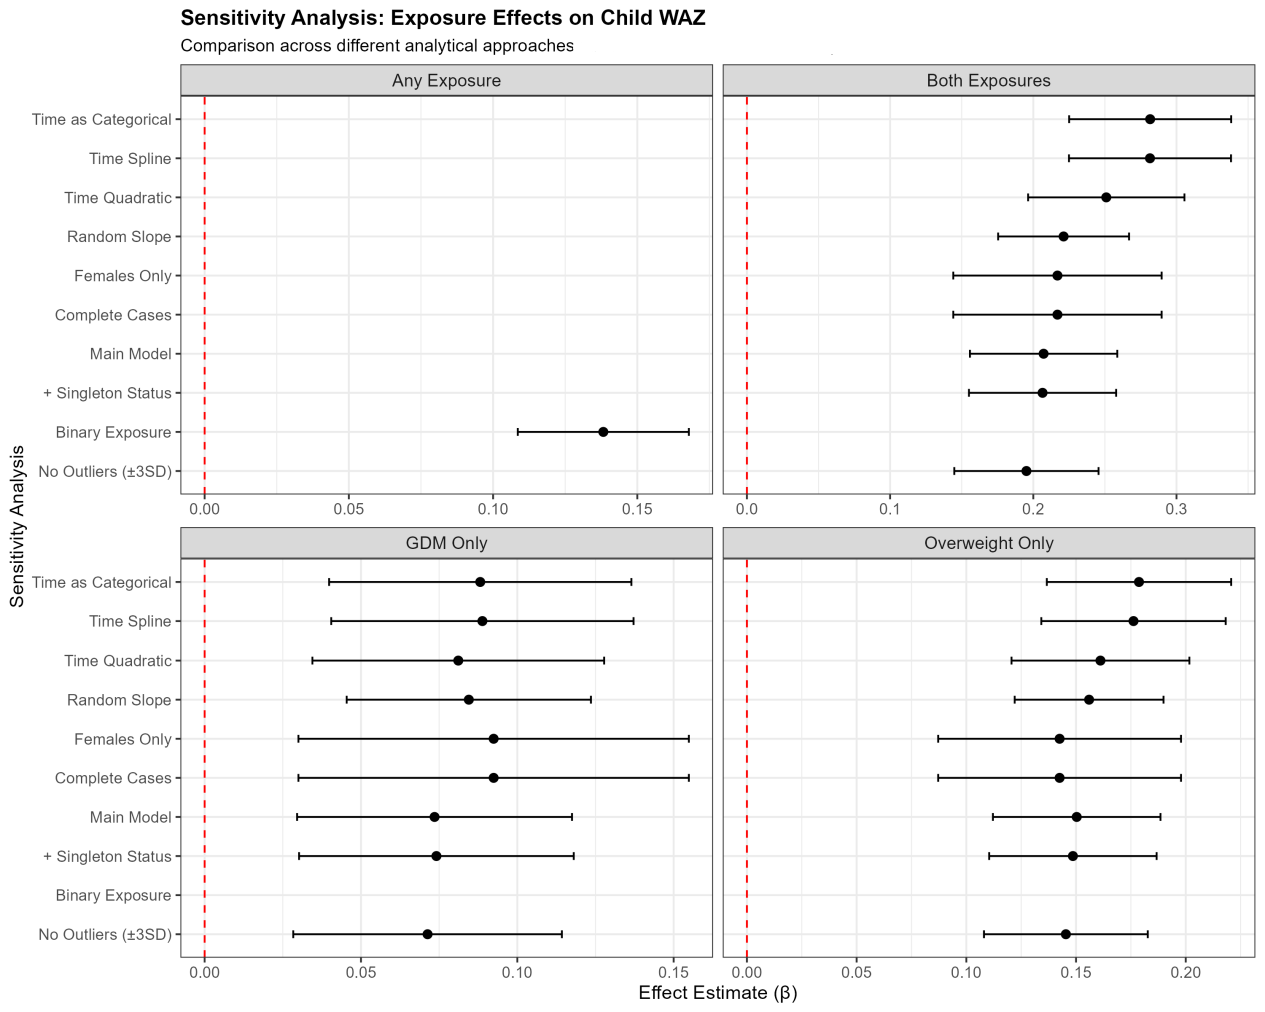 Sensitivity Analysis: Exposure Effects on Child WAZ
Comparison across different analytical approaches
Any Exposure
Both Exposures
Time as Categorical
Time Spline
Time Quadratic
Random Slope
Females Only
Complete Cases
Main Model
+ Singleton Status
Binary Exposure
No Outliers (±3SD)
0.00 0.05 0.10 0.15
0.0 0.1 0.2 0.3
Sensitivity Analysis
GDM Only
Overweight Only
Time as Categorical
Time Spline
Time Quadratic
Random Slope
Females Only
Complete Cases
Main Model
+ Singleton Status
Binary Exposure
No Outliers (±3SD)
0.00 0.05 0.10 0.15
0.00 0.05 0.10 0.15 0.20
Effect Estimate (β)